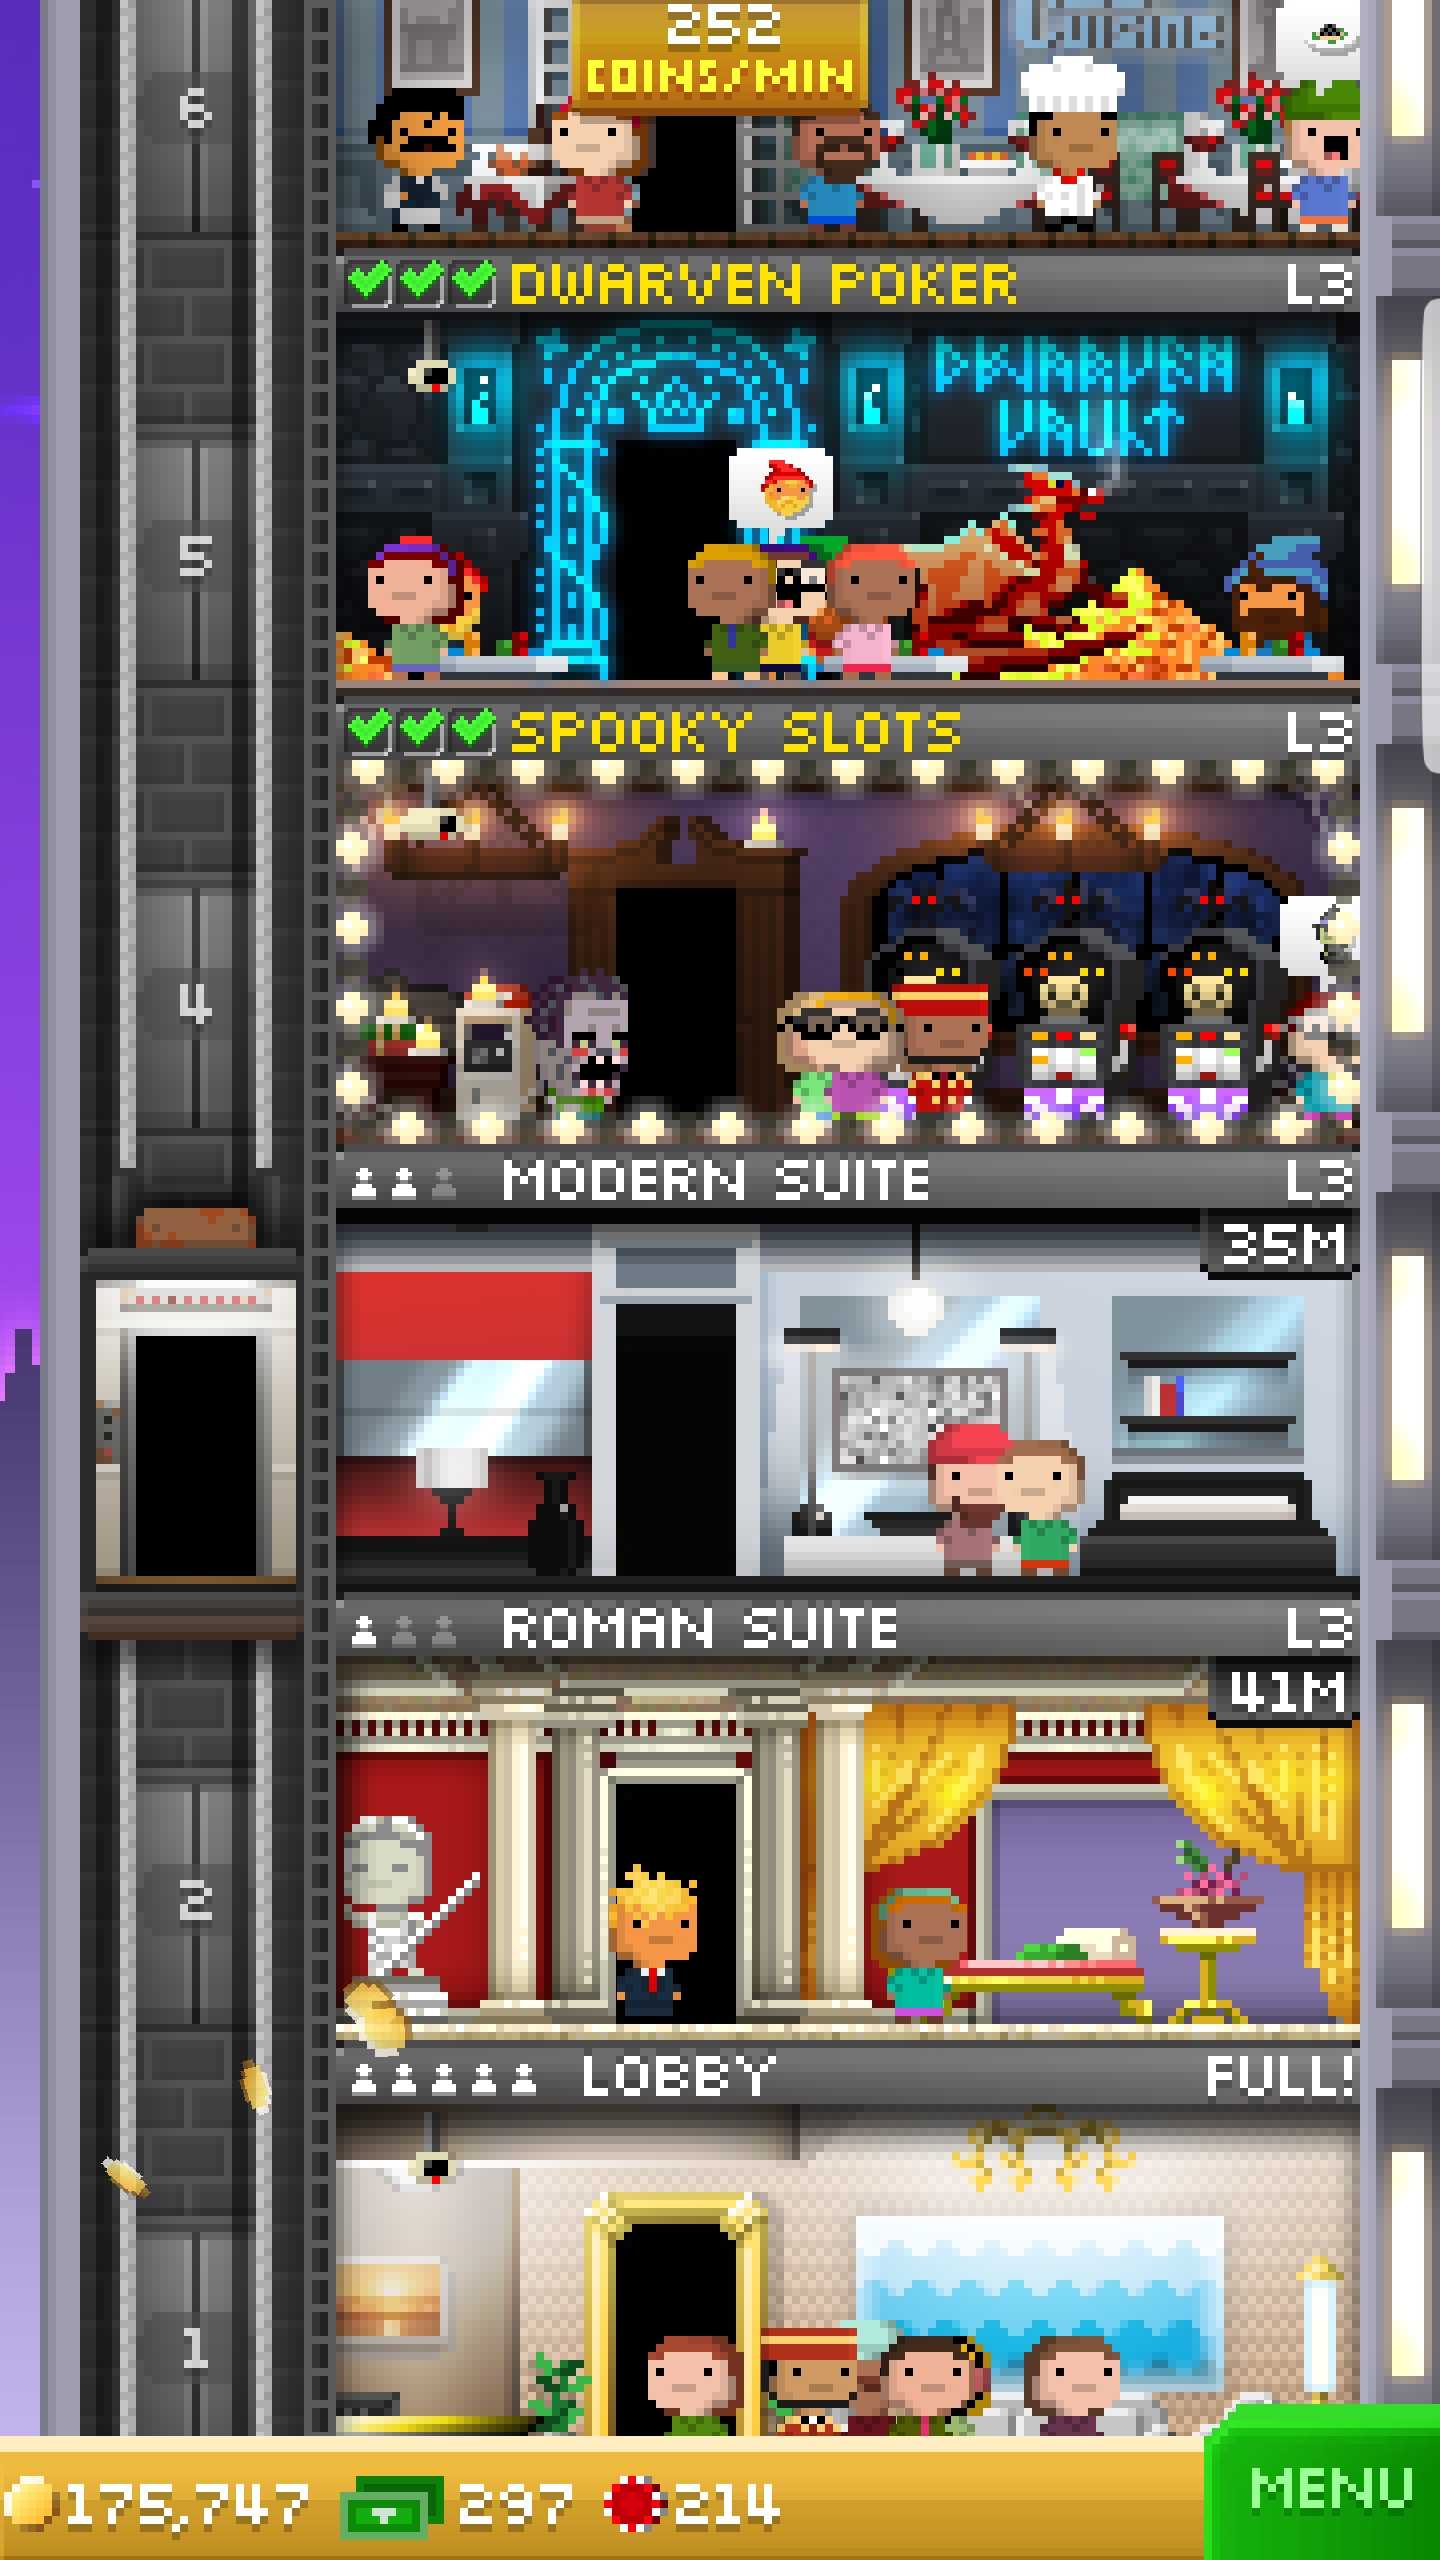 252
COINS/MIN
Cuisine
6
DWARVEN POKER
L3
DWARVEN
VAULT
5
SPOOKY SLOTS
L3
4
MODERN SUITE
L3
35M
ROMAN SUITE
L3
41M
2
LOBBY
FULL!
1
175,747
297
214
MENU